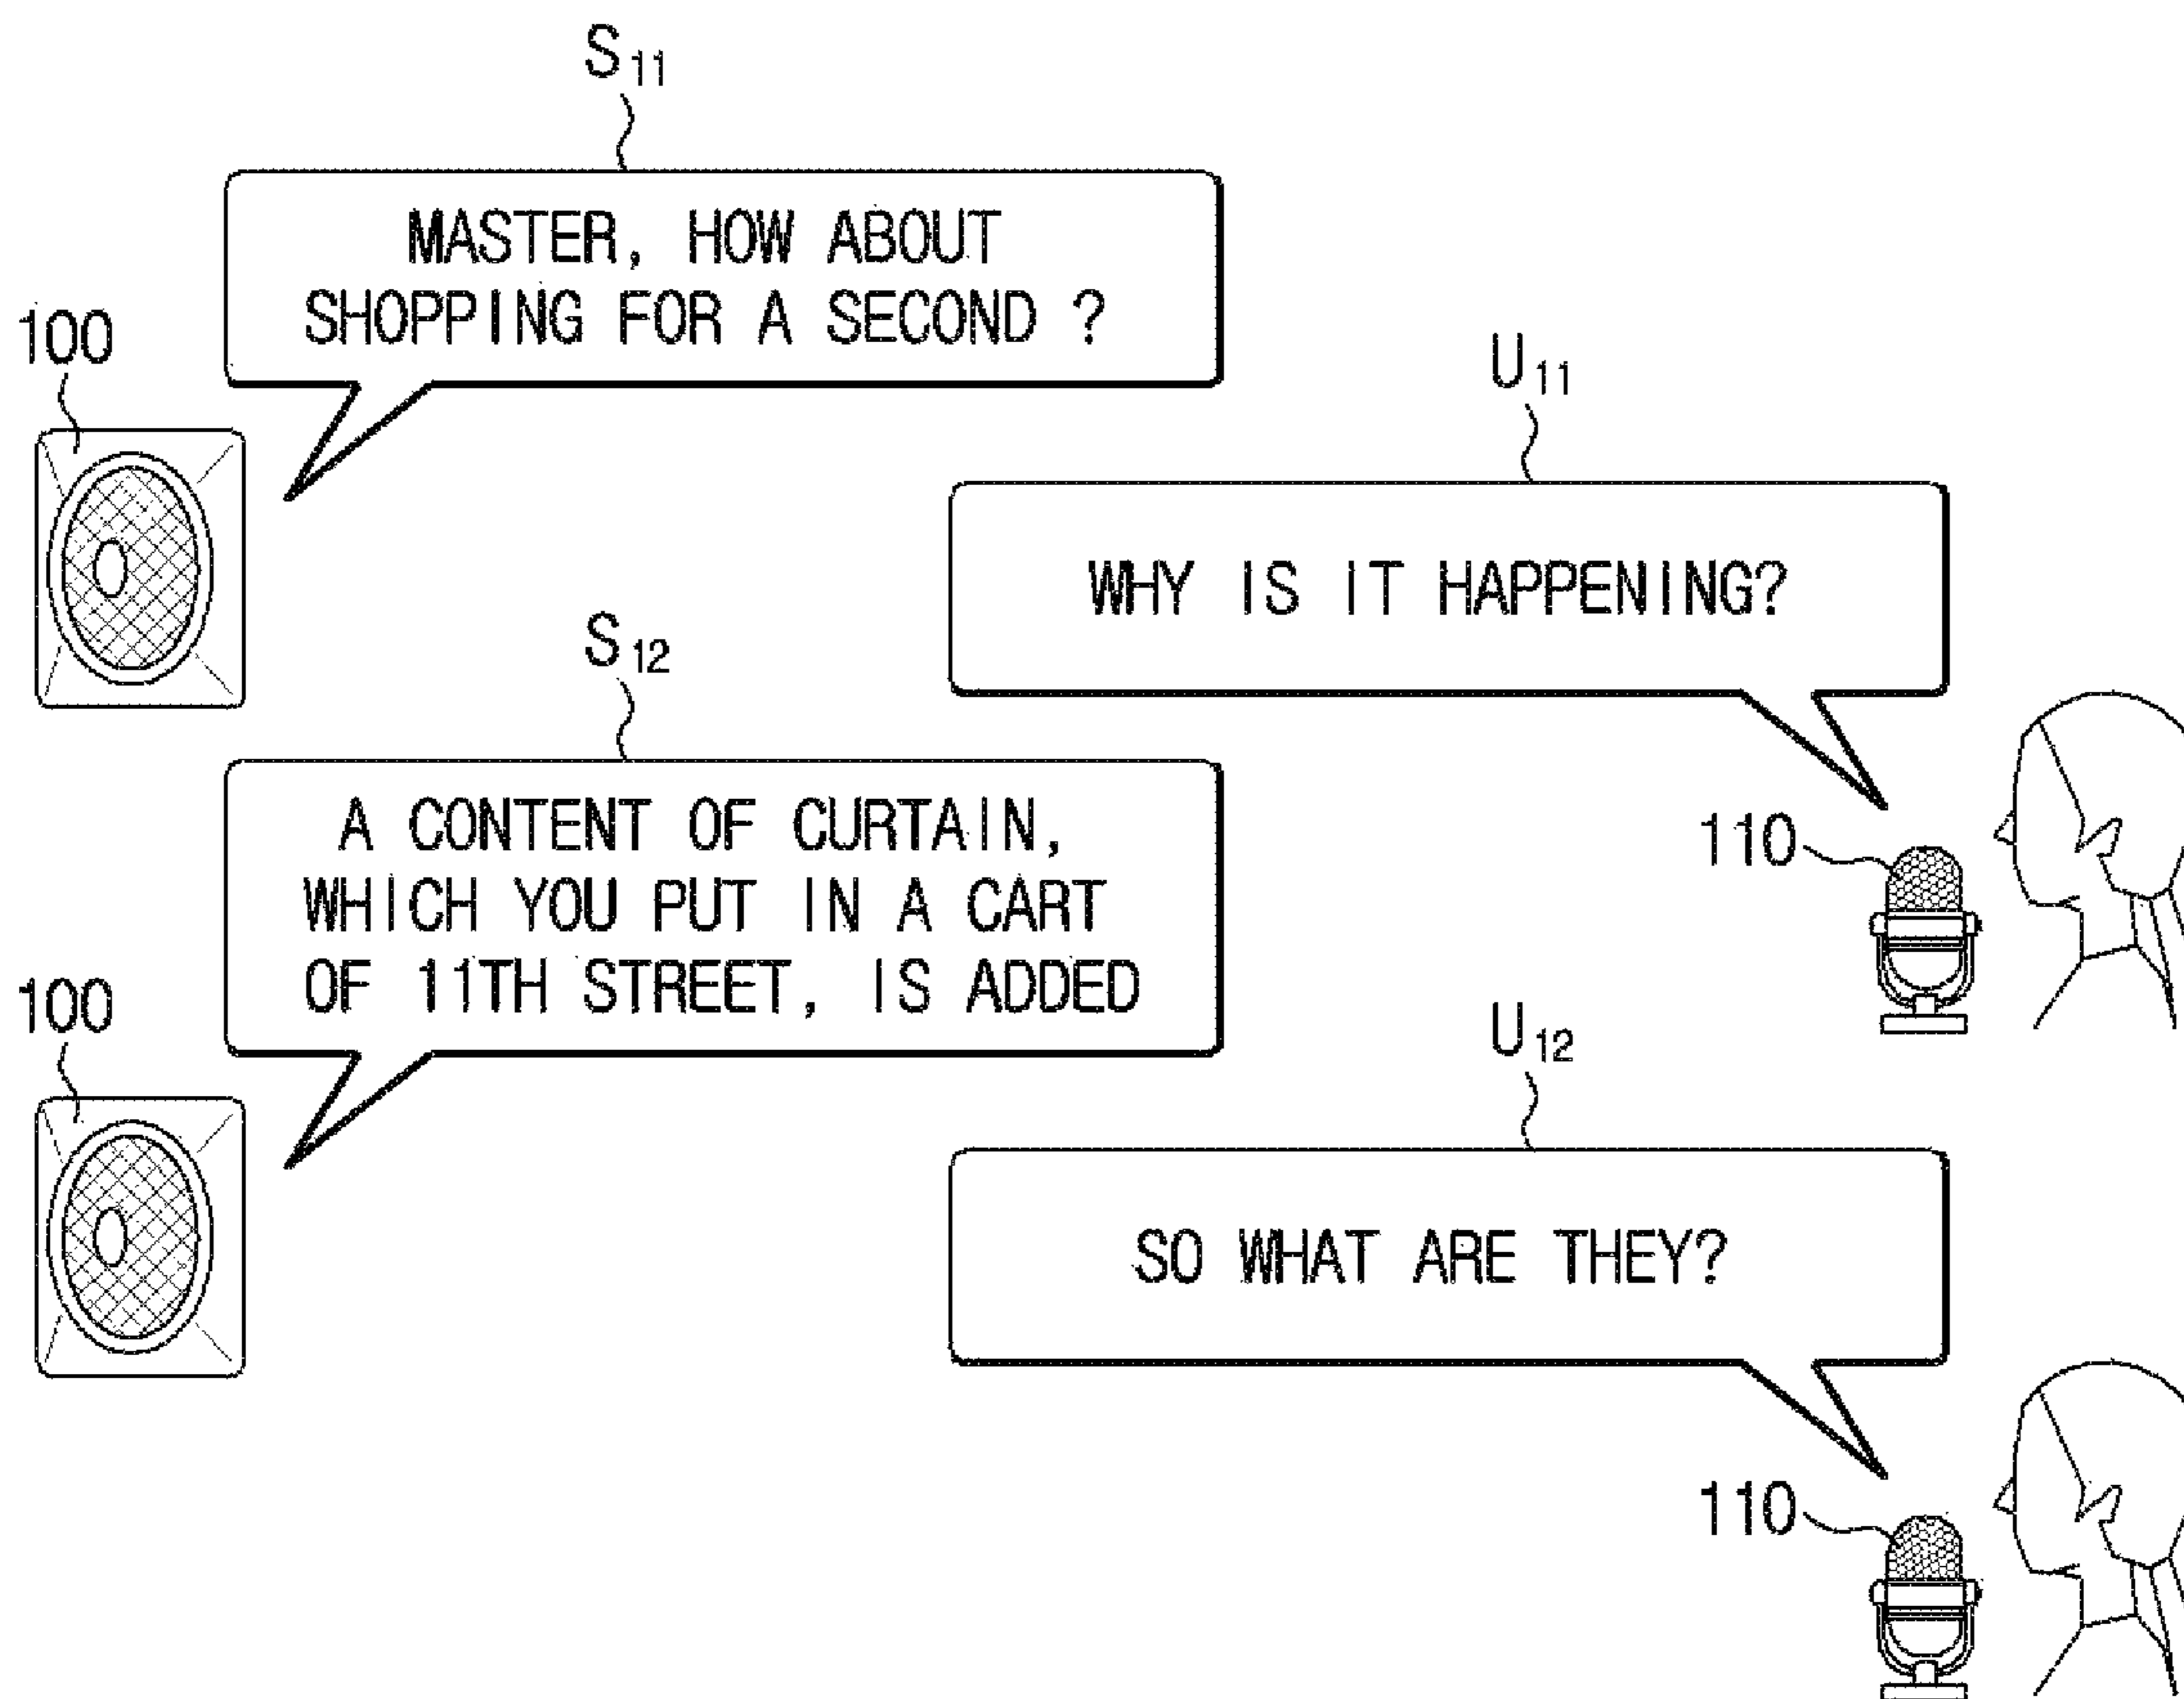 S11
MASTER, HOW ABOUT
SHOPPING FOR A SECOND ?
100
U11
WHY IS IT HAPPENING?
110
S12
A CONTENT OF CURTAIN,
WHICH YOU PUT IN A CART
OF 11TH STREET, IS ADDED
100
U12
SO WHAT ARE THEY?
110